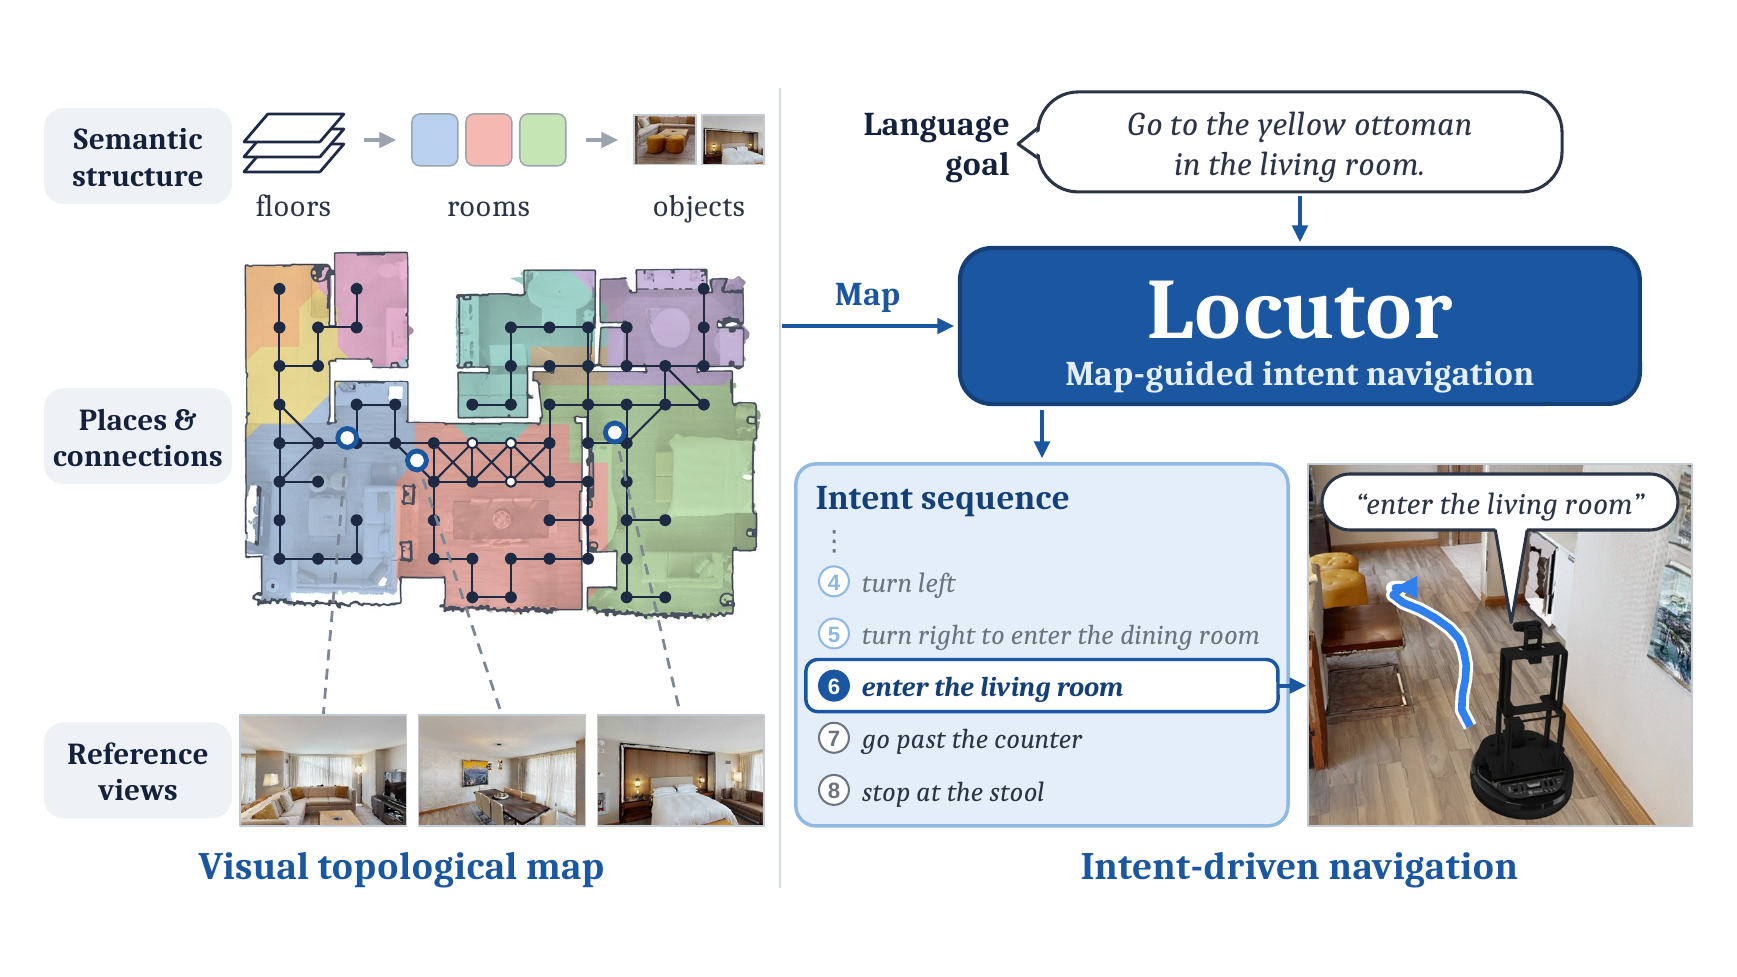 Semantic
structure
floors
rooms
objects
Places &
connections
Reference
views
Visual topological map
Language
goal
Go to the yellow ottoman
in the living room.
Map
Locutor
Map-guided intent navigation
Intent sequence
⋮
4 turn left
5 turn right to enter the dining room
6 enter the living room
7 go past the counter
8 stop at the stool
“enter the living room”
Intent-driven navigation